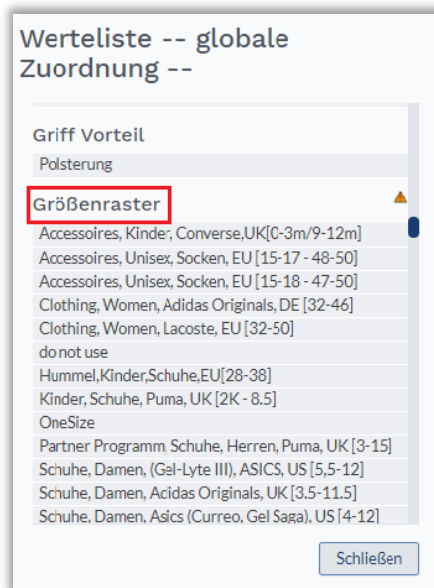 Werteliste -- globale
Zuordnung --
Griff Vorteil
Polsterung
Größenraster
Accessoires, Kinder, Converse,UK[0-3m/9-12m]
Accessoires, Unisex, Socken, EU [15-17 - 48-50]
Accessoires, Unisex, Socken, EU [15-18 - 47-50]
Clothing, Women, Adidas Originals, DE [32-46]
Clothing, Women, Lacoste, EU [32-50]
do not use
Hummel,Kinder,Schuhe,EU[28-38]
Kinder, Schuhe, Puma, UK [2K - 8.5]
OneSize
Partner Programm, Schuhe, Herren, Puma, UK [3-15]
Schuhe, Damen, (Gel-Lyte III), ASICS, US [5,5-12]
Schuhe, Damen, Adidas Originals, UK [3.5-11.5]
Schuhe, Damen, Asics (Curreo, Gel Saga), US [4-12]
Schließen